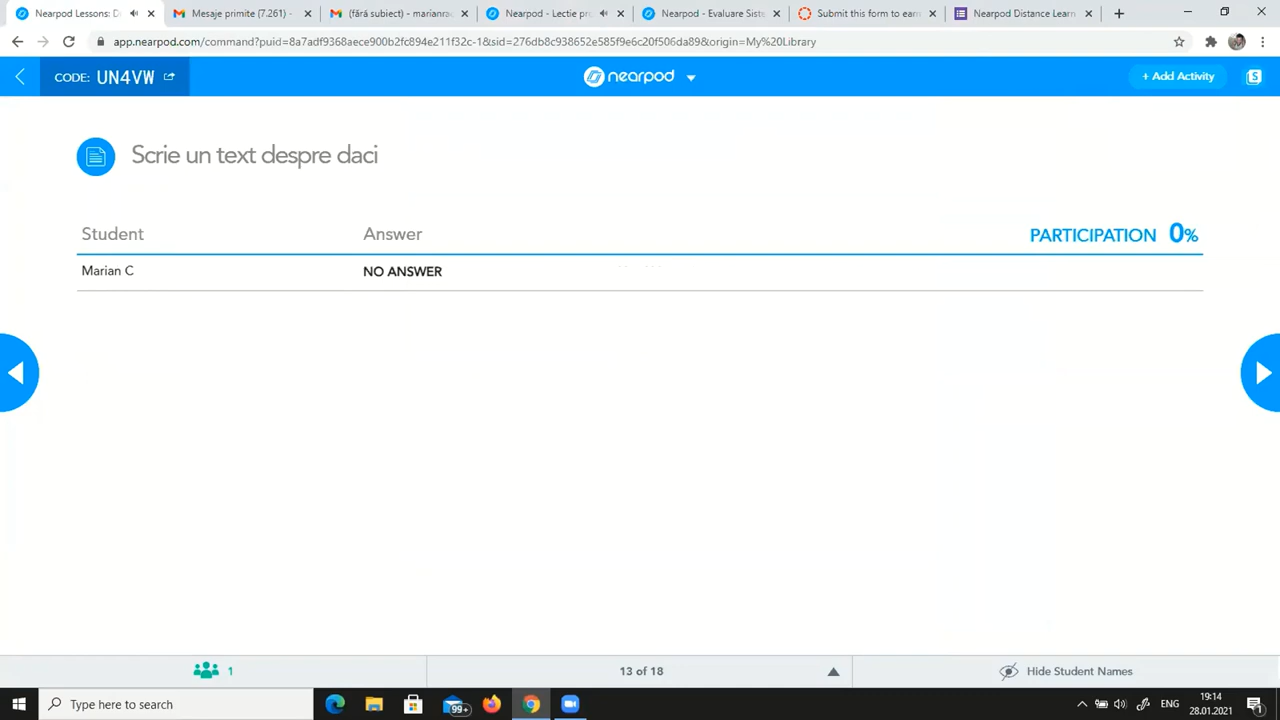 Nearpod Lessons: D
Mesaje primite (7.261) -
(fără subiect) - marianrac
Nearpod - Lectie pr
Nearpod - Evaluare Sist
Submit this form to earn
Nearpod Distance Learn
app.nearpod.com/command?puid=8a7adf9368aece900b2fc894e211f32c-1&sid=276db8c938652e585f9e6c20f506da89&origin=My%20Library
CODE: UN4VW
nearpod
+ Add Activity
S
Scrie un text despre daci
Student Answer PARTICIPATION 0%
Marian C NO ANSWER
1
13 of 18
Hide Student Names
Type here to search
99+
ENG
19:14
28.01.2021
1